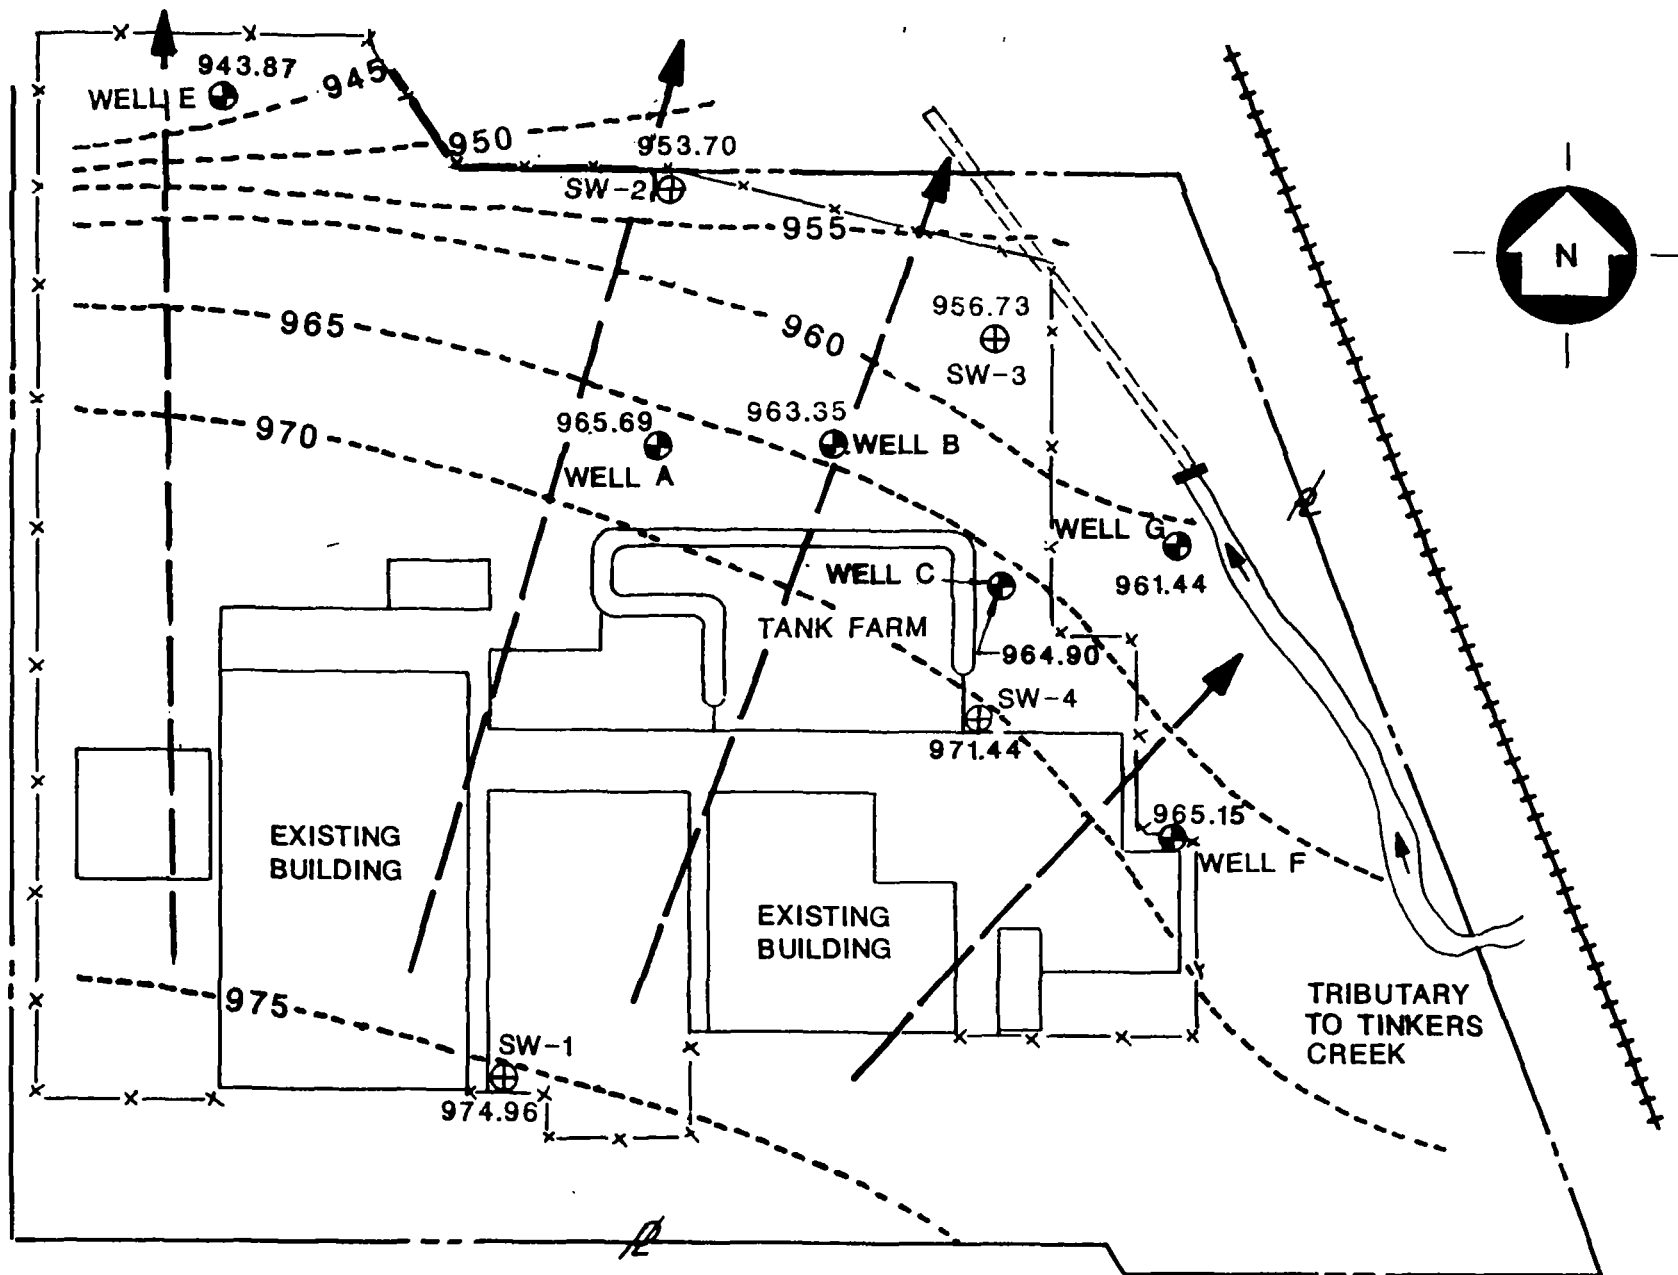 943.87
WELL E
945
950
953.70
SW-2
955
N
965
960
956.73
SW-3
970
965.69
WELL A
963.35
WELL B
WELL G
961.44
WELL C
TANK FARM
964.90
SW-4
971.44
EXISTING
BUILDING
965.15
WELL F
EXISTING
BUILDING
975
SW-1
974.96
TRIBUTARY
TO TINKERS
CREEK